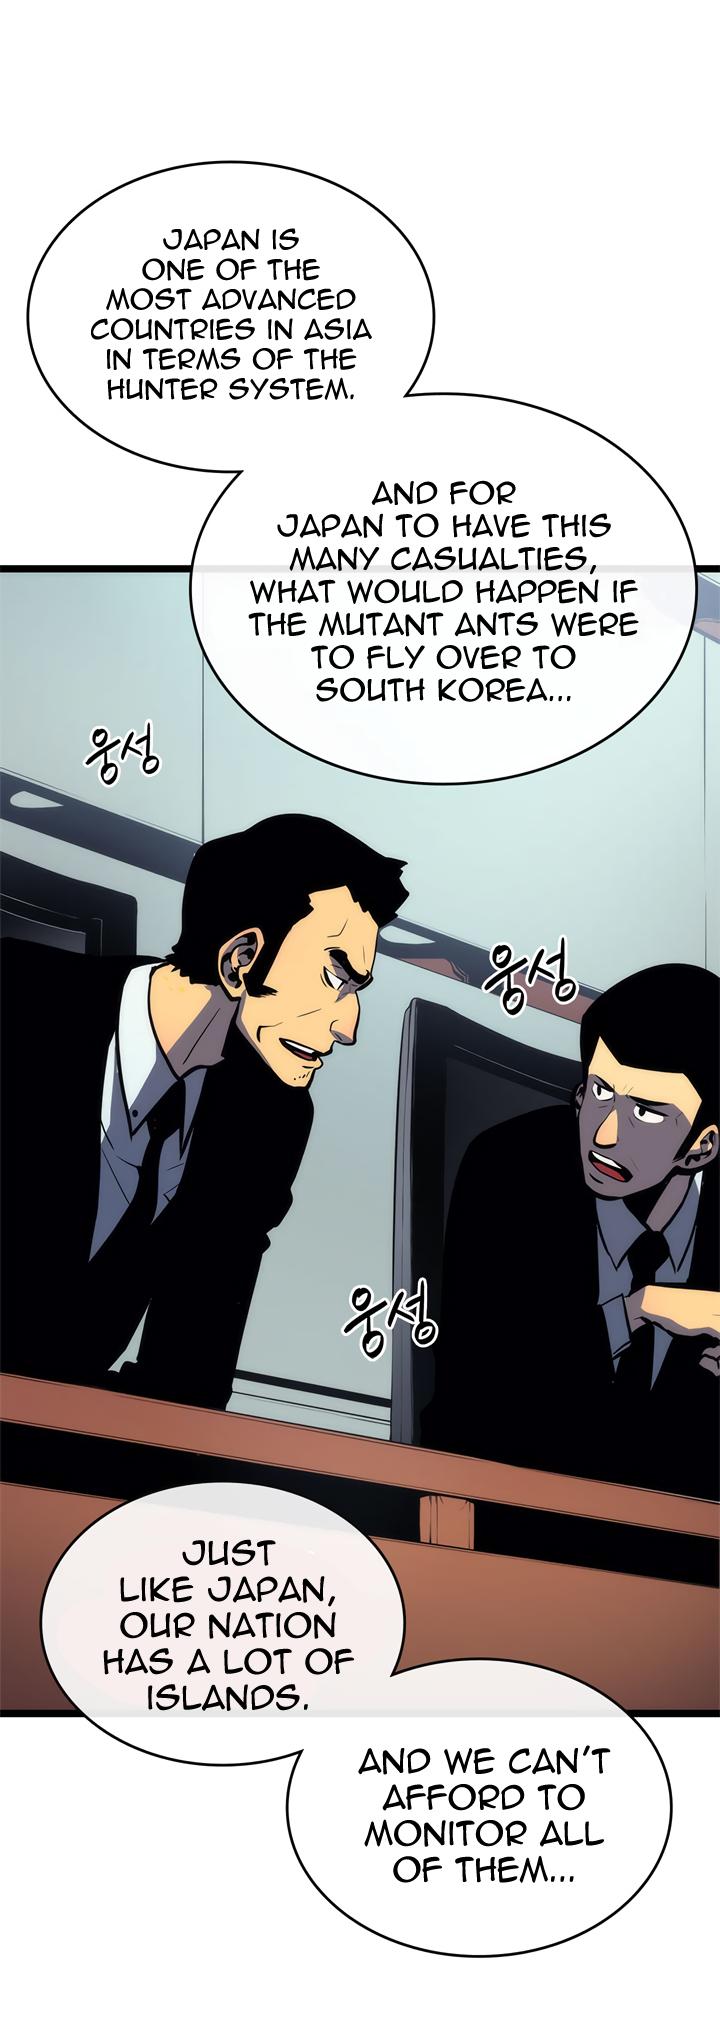 JAPAN IS
ONE OF THE
MOST ADVANCED
COUNTRIES IN ASIA
IN TERMS OF THE
HUNTER SYSTEM.
AND FOR
JAPAN TO HAVE THIS
MANY CASUALTIES,
WHAT WOULD HAPPEN IF
THE MUTANT ANTS WERE
TO FLY OVER TO
SOUTH KOREA...
웅성
웅성
웅성
JUST
LIKE JAPAN,
OUR NATION
HAS A LOT OF
ISLANDS.
AND WE CAN'T
AFFORD TO
MONITOR ALL
OF THEM...